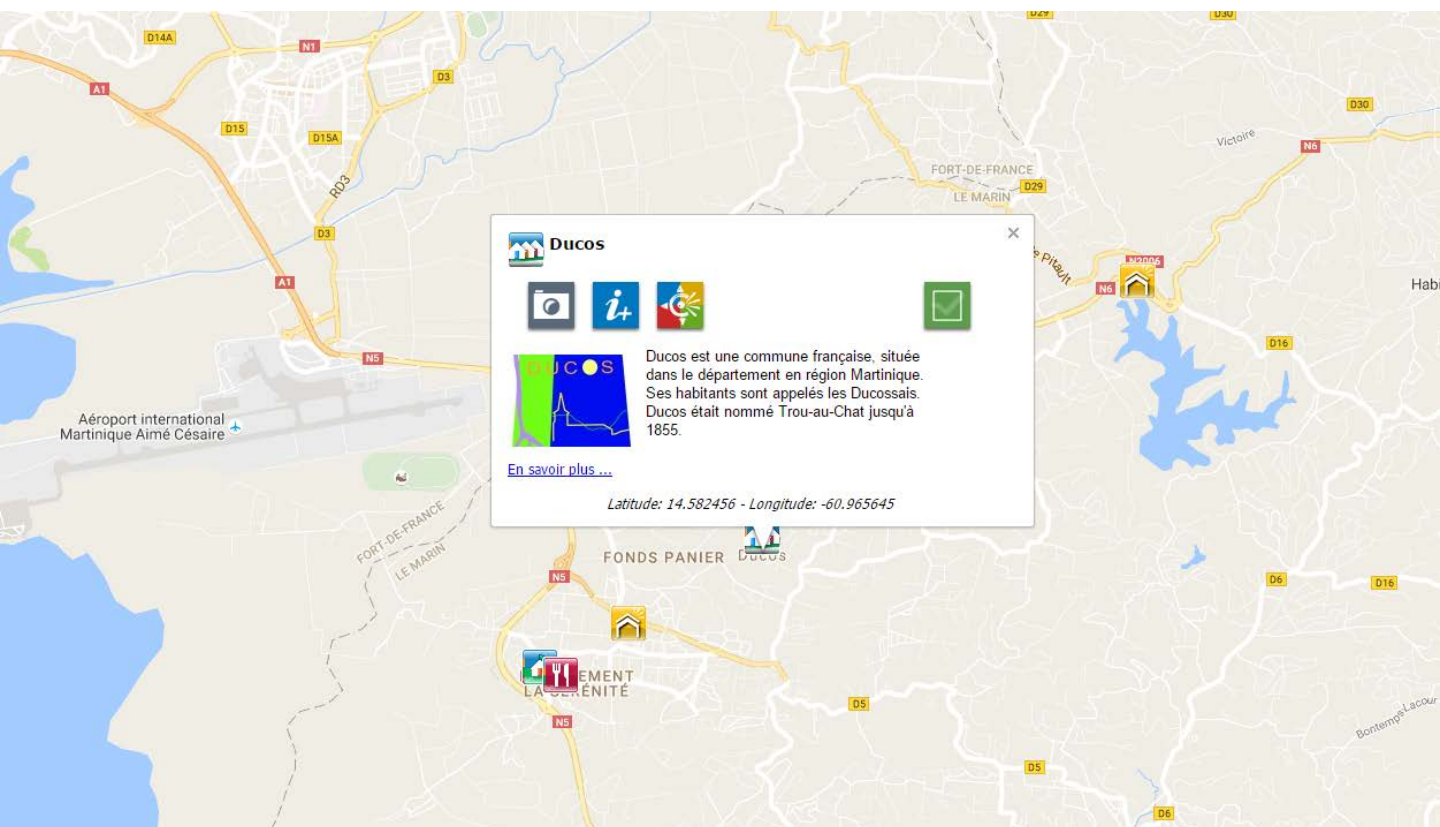 D29
D30
D14A
N1
D3
A1
D30
D15
D15A
Victoire
N6
FORT-DE-FRANCE
D29
LE MARIN
RD3
D3
Ducos
N2006
A1
N6
D16
N5
DUCOS
Ducos est une commune française, située
dans le département en région Martinique.
Ses habitants sont appelés les Ducossais.
Ducos était nommé Trou-au-Chat jusqu'à
1855.
Aéroport international
Martinique Aimé Césaire
En savoir plus ...
Latitude: 14.582456 - Longitude: -60.965645
FORT-DE-FRANCE
LE MARIN
FONDS PANIER
Ducos
N5
D6
D16
LA SERÉNITÉ
D5
N5
Bontemps Lacour
D5
D6